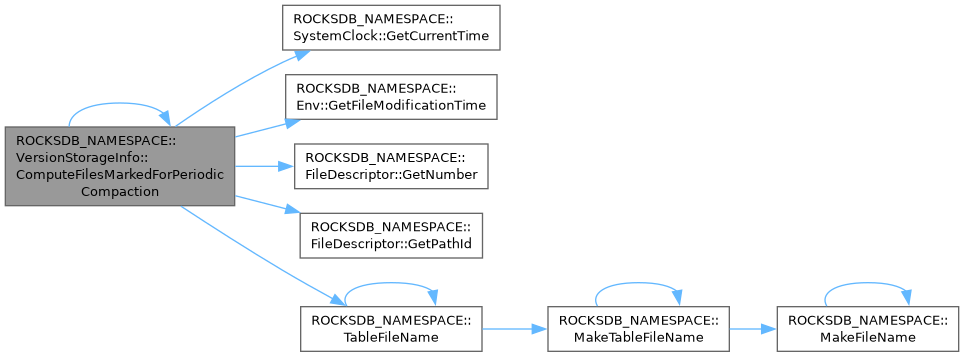 ROCKSDB_NAMESPACE::
SystemClock::GetCurrentTime
ROCKSDB_NAMESPACE::
Env::GetFileModificationTime
ROCKSDB_NAMESPACE::
VersionStorageInfo::
ComputeFilesMarkedForPeriodic
Compaction
ROCKSDB_NAMESPACE::
FileDescriptor::GetNumber
ROCKSDB_NAMESPACE::
FileDescriptor::GetPathId
ROCKSDB_NAMESPACE::
TableFileName
ROCKSDB_NAMESPACE::
MakeTableFileName
ROCKSDB_NAMESPACE::
MakeFileName